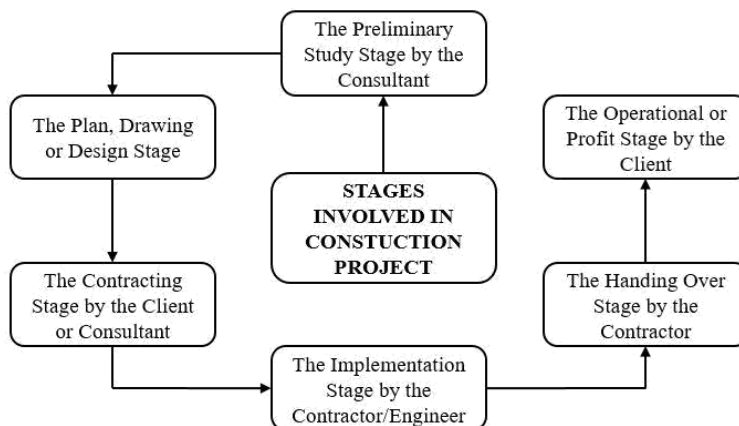 The Preliminary
Study Stage by the
Consultant
The Plan, Drawing
or Design Stage
The Operational or
Profit Stage by the
Client
STAGES
INVOLVED IN
CONSTUCTION
PROJECT
The Contracting
Stage by the Client
or Consultant
The Handing Over
Stage by the
Contractor
The Implementation
Stage by the
Contractor/Engineer